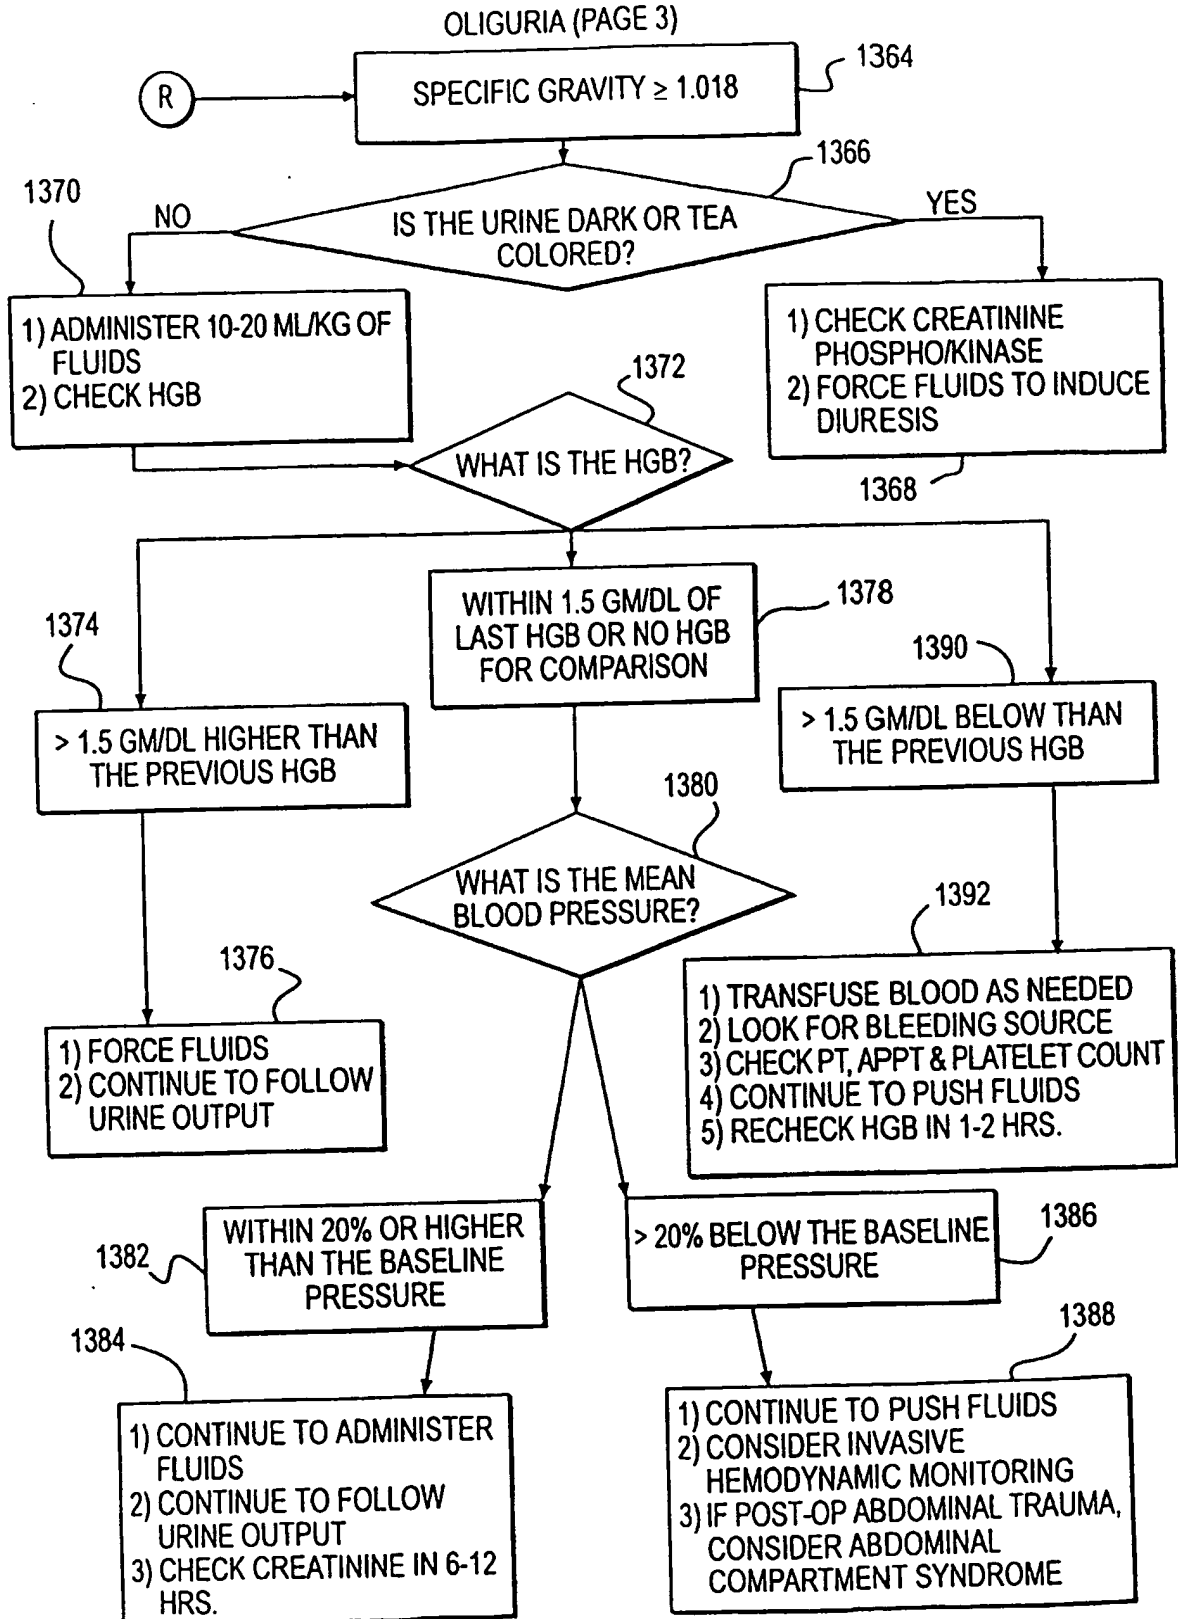 OLIGURIA (PAGE 3)
R
SPECIFIC GRAVITY ≥ 1.018
1364
1366
IS THE URINE DARK OR TEA
COLORED?
NO
YES
1370
1) ADMINISTER 10-20 ML/KG OF
FLUIDS
2) CHECK HGB
1) CHECK CREATININE
PHOSPHO/KINASE
2) FORCE FLUIDS TO INDUCE
DIURESIS
1368
1372
WHAT IS THE HGB?
1374
> 1.5 GM/DL HIGHER THAN
THE PREVIOUS HGB
WITHIN 1.5 GM/DL OF
LAST HGB OR NO HGB
FOR COMPARISON
1378
1390
> 1.5 GM/DL BELOW THAN
THE PREVIOUS HGB
1380
WHAT IS THE MEAN
BLOOD PRESSURE?
1376
1) FORCE FLUIDS
2) CONTINUE TO FOLLOW
URINE OUTPUT
1392
1) TRANSFUSE BLOOD AS NEEDED
2) LOOK FOR BLEEDING SOURCE
3) CHECK PT, APPT & PLATELET COUNT
4) CONTINUE TO PUSH FLUIDS
5) RECHECK HGB IN 1-2 HRS.
1382
WITHIN 20% OR HIGHER
THAN THE BASELINE
PRESSURE
> 20% BELOW THE BASELINE
PRESSURE
1386
1384
1) CONTINUE TO ADMINISTER
FLUIDS
2) CONTINUE TO FOLLOW
URINE OUTPUT
3) CHECK CREATININE IN 6-12
HRS.
1388
1) CONTINUE TO PUSH FLUIDS
2) CONSIDER INVASIVE
HEMODYNAMIC MONITORING
3) IF POST-OP ABDOMINAL TRAUMA,
CONSIDER ABDOMINAL
COMPARTMENT SYNDROME